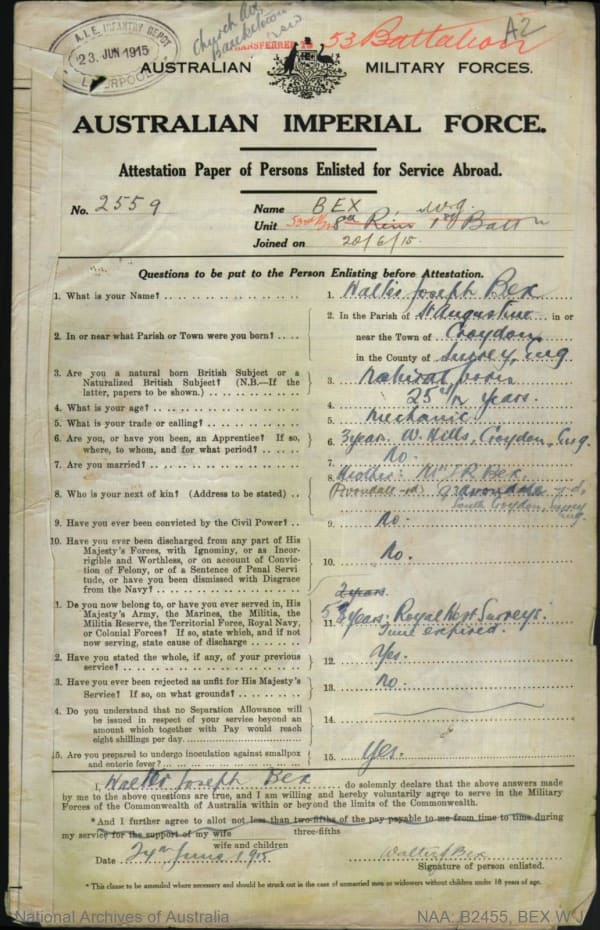 A.I.F. INFANTRY DEPOT
23. JUN 1915
LIVERPOOL
Church Av.
TRANSFERRED TO 53 Battalion
A2
AUSTRALIAN MILITARY FORCES.
AUSTRALIAN IMPERIAL FORCE.
Attestation Paper of Persons Enlisted for Service Abroad.
No. 2559 Name BEX, W.J.
Unit 53rd Bn 8th Rein 1st Battn
Joined on 20/6/15.
Questions to be put to the Person Enlisting before Attestation.
1. What is your Name? 1. Walter Joseph Bex
2. In or near what Parish or Town were you born? 2. In the Parish of St Augustine in or
near the Town of Croydon
in the County of Surrey, Eng.
3. Are you a natural born British Subject or a
Naturalized British Subject? (N.B.—If the
latter, papers to be shown.) 3. Natural born
4. What is your age? 4. 25 years.
5. What is your trade or calling? 5. Mechanic
6. Are you, or have you been, an Apprentice? If so,
where, to whom, and for what period? 6. 3 years. W. Hills, Croydon, Eng.
7. Are you married? 7. No.
8. Who is your next of kin? (Address to be stated) 8. Mother: Mrs J.R. Bex.
Avondale rd.
South Croydon, Surrey
Eng.
9. Have you ever been convicted by the Civil Power? 9. No.
10. Have you ever been discharged from any part of His
Majesty's Forces, with Ignominy, or as Incor-
rigible and Worthless, or on account of Convic-
tion of Felony, or of a Sentence of Penal Servi
tude, or have you been dismissed with Disgrace
from the Navy? 10. No.
1. Do you now belong to, or have you ever served in, His
Majesty's Army, the Marines, the Militia, the
Militia Reserve, the Territorial Force, Royal Navy,
or Colonial Forces? If so, state which, and if not
now serving, state cause of discharge 11. 2 years.
5 years: Royal West Surreys.
Time expired.
2. Have you stated the whole, if any, of your previous
service? 12. Yes.
3. Have you ever been rejected as unfit for His Majesty's
Service? If so, on what grounds? 13. No.
4. Do you understand that no Separation Allowance will
be issued in respect of your service beyond an
amount which together with Pay would reach
eight shillings per day 14.
15. Are you prepared to undergo inoculation against smallpox
and enteric fever? 15. Yes.
I, Walter Joseph Bex do solemnly declare that the above answers made
by me to the above questions are true, and I am willing and hereby voluntarily agree to serve in the Military
Forces of the Commonwealth of Australia within or beyond the limits of the Commonwealth.
*And I further agree to allot not less than two-fifths of the pay payable to me from time to time during
three-fifths
my service for the support of my wife
wife and children
Date 24th June 1915 Walter J Bex
Signature of person enlisted.
* This clause to be amended where necessary and should be struck out in the case of unmarried men or widowers without children under 18 years of age.
National Archives of Australia NAA: B2455, BEX W J